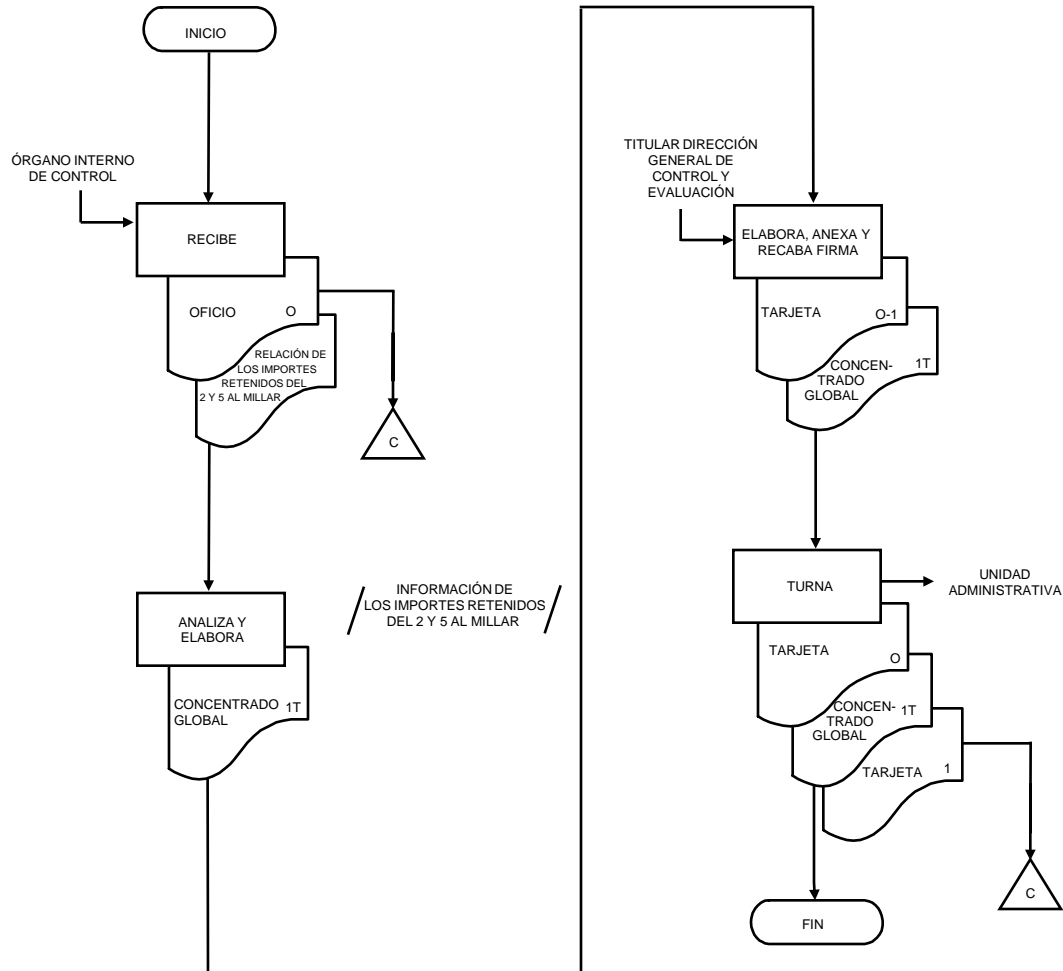 INICIO
ÓRGANO INTERNO
DE CONTROL
RECIBE
OFICIO
O
RELACIÓN DE
LOS IMPORTES
RETENIDOS DEL
2 Y 5 AL MILLAR
C
ANALIZA Y
ELABORA
INFORMACIÓN DE
LOS IMPORTES RETENIDOS
DEL 2 Y 5 AL MILLAR
CONCENTRADO
GLOBAL
1T
TITULAR DIRECCIÓN
GENERAL DE
CONTROL Y
EVALUACIÓN
ELABORA, ANEXA Y
RECABA FIRMA
TARJETA
O-1
CONCEN-
TRADO
GLOBAL
1T
TURNA
UNIDAD
ADMINISTRATIVA
TARJETA
O
CONCEN-
TRADO
GLOBAL
1T
TARJETA
1
C
FIN